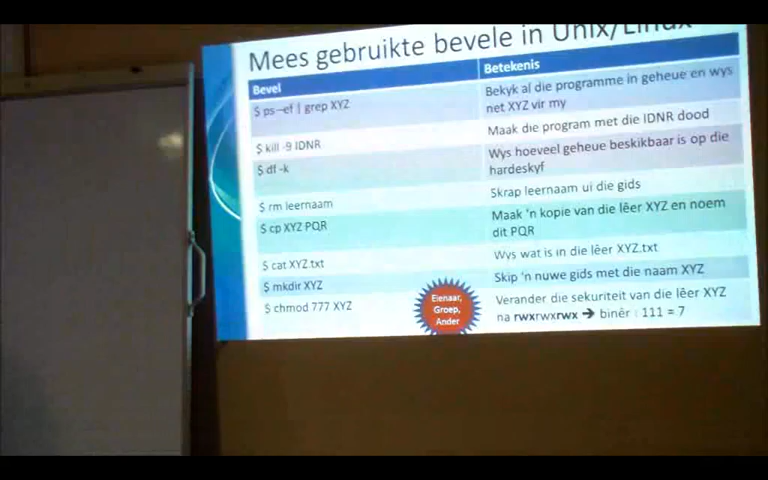 Mees gebruikte bevele in Unix/Linux
Bevel
Betekenis
$ ps –ef | grep XYZ
Bekyk al die programme in geheue en wys
net XYZ vir my
$ kill -9 IDNR
Maak die program met die IDNR dood
$ df -k
Wys hoeveel geheue beskikbaar is op die
hardeskyf
$ rm leernaam
Skrap leernaam ui die gids
$ cp XYZ PQR
Maak 'n kopie van die lêer XYZ en noem
dit PQR
$ cat XYZ.txt
Wys wat is in die lêer XYZ.txt
$ mkdir XYZ
Skip 'n nuwe gids met die naam XYZ
$ chmod 777 XYZ
Eienaar,
Groep,
Ander
Verander die sekuriteit van die lêer XYZ
na rwxrwxrwx ➔ binêr : 111 = 7